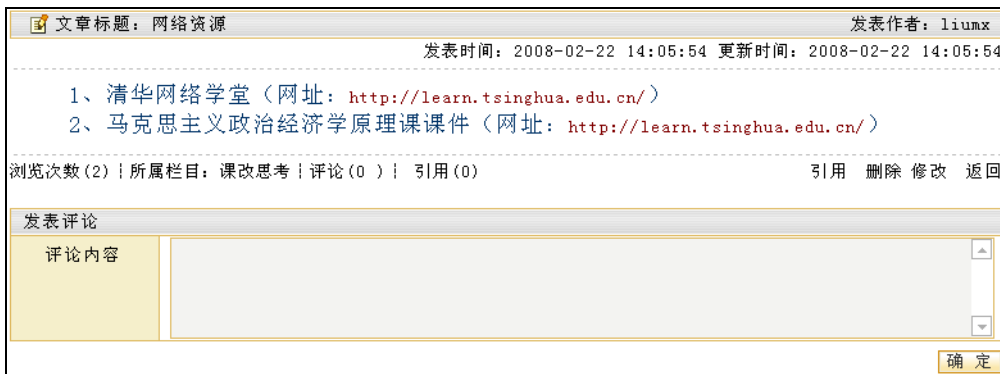 文章标题：网络资源 发表作者：liumx
发表时间：2008-02-22 14:05:54 更新时间：2008-02-22 14:05:54
1、清华网络学堂（网址：http://learn.tsinghua.edu.cn/）
2、马克思主义政治经济学原理课课件（网址：http://learn.tsinghua.edu.cn/）
浏览次数(2)¦所属栏目：课改思考¦评论(0 )¦ 引用(0) 引用 删除 修改 返回
发表评论
评论内容
确 定